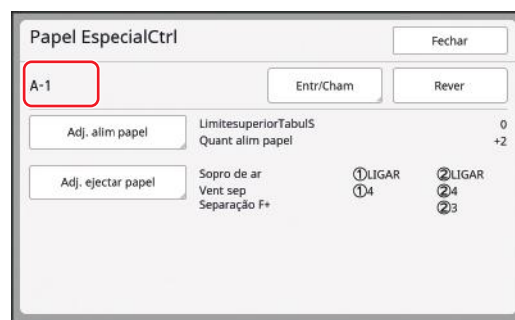 Papel EspecialCtrl
Fechar
A-1
Entr/Cham
Rever
Adj. alim papel
LimitesuperiorTabulS 0
Quant alim papel +2
Adj. ejectar papel
Sopro de ar ①LIGAR ②LIGAR
Vent sep ①4 ②4
Separação F+ ②3